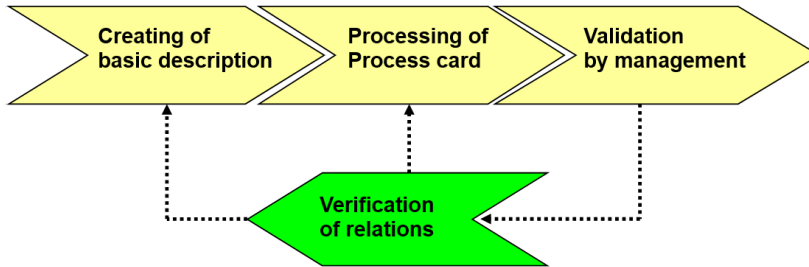 Creating of
basic description
Processing of
Process card
Validation
by management
Verification
of relations